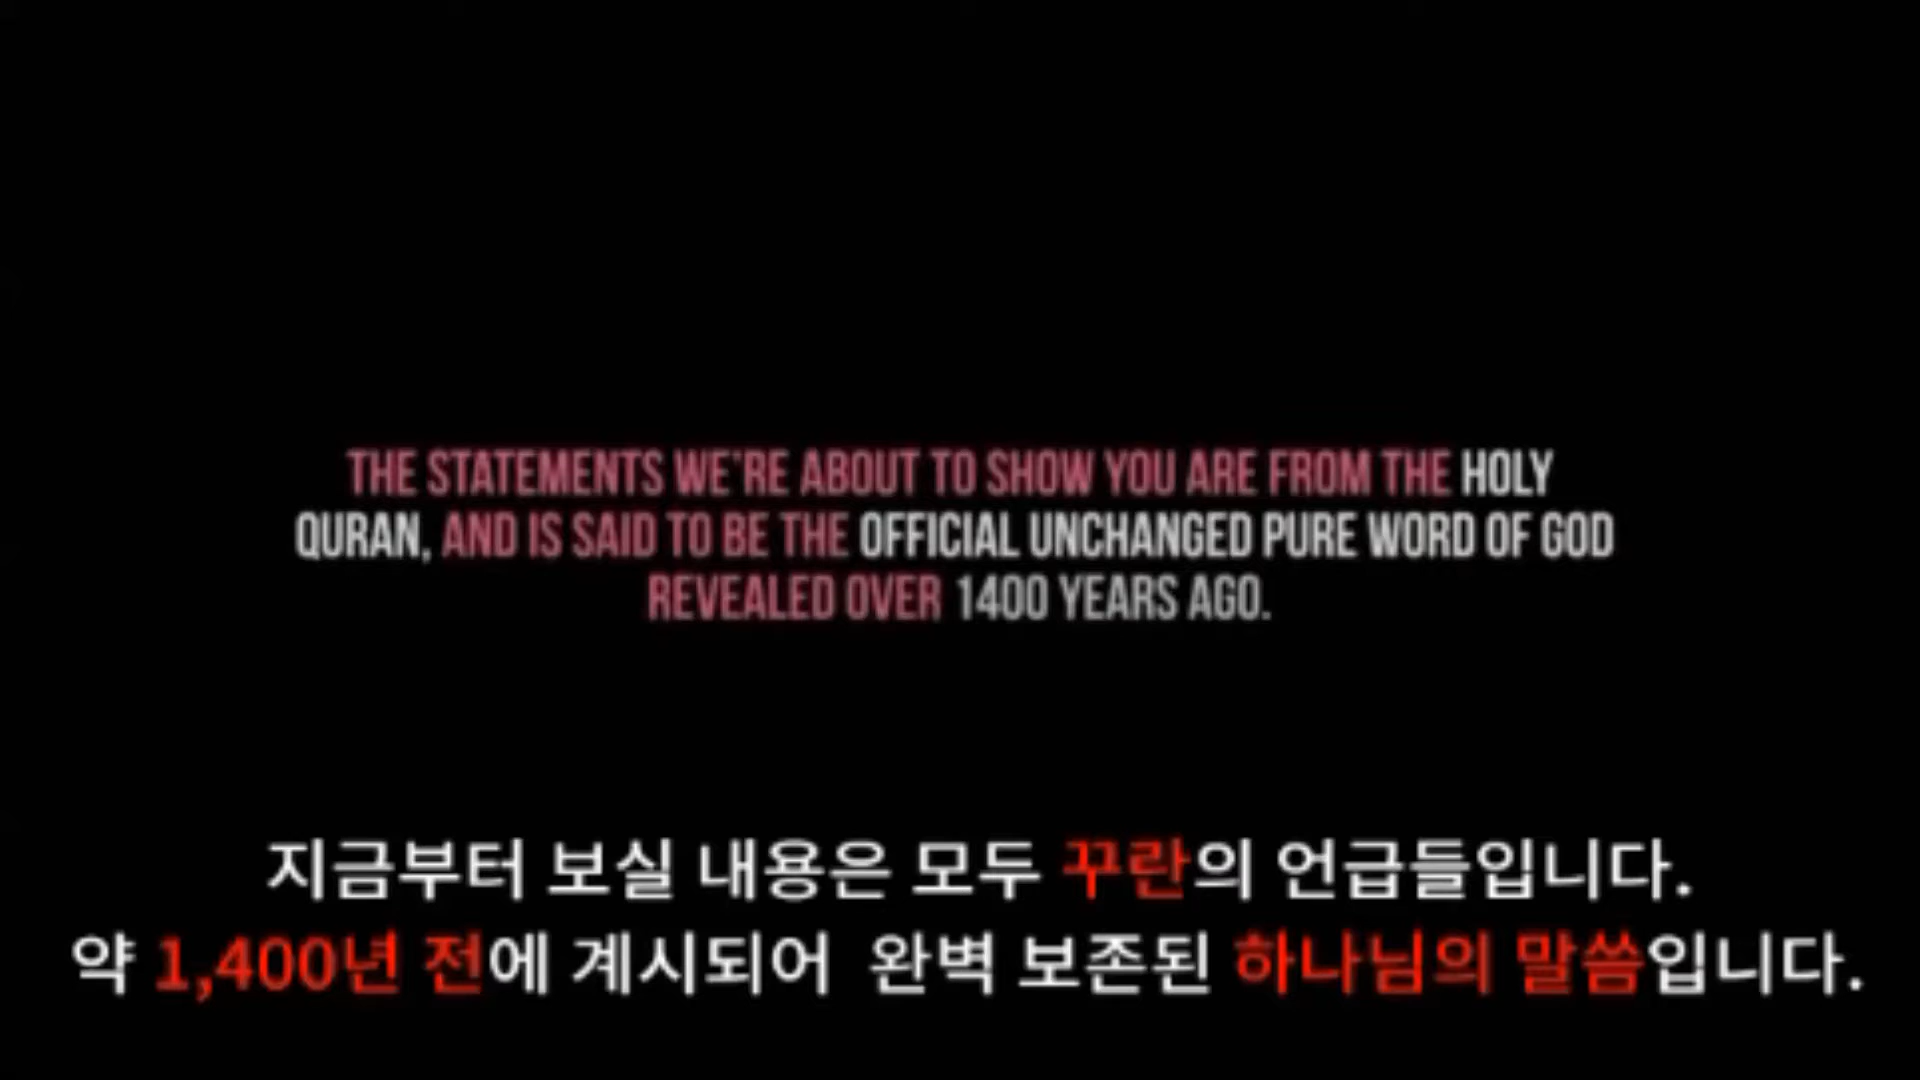 THE STATEMENTS WE'RE ABOUT TO SHOW YOU ARE FROM THE HOLY
QURAN, AND IS SAID TO BE THE OFFICIAL UNCHANGED PURE WORD OF GOD
REVEALED OVER 1400 YEARS AGO.
지금부터 보실 내용은 모두 꾸란의 언급들입니다.
약 1,400년 전에 계시되어 완벽 보존된 하나님의 말씀입니다.